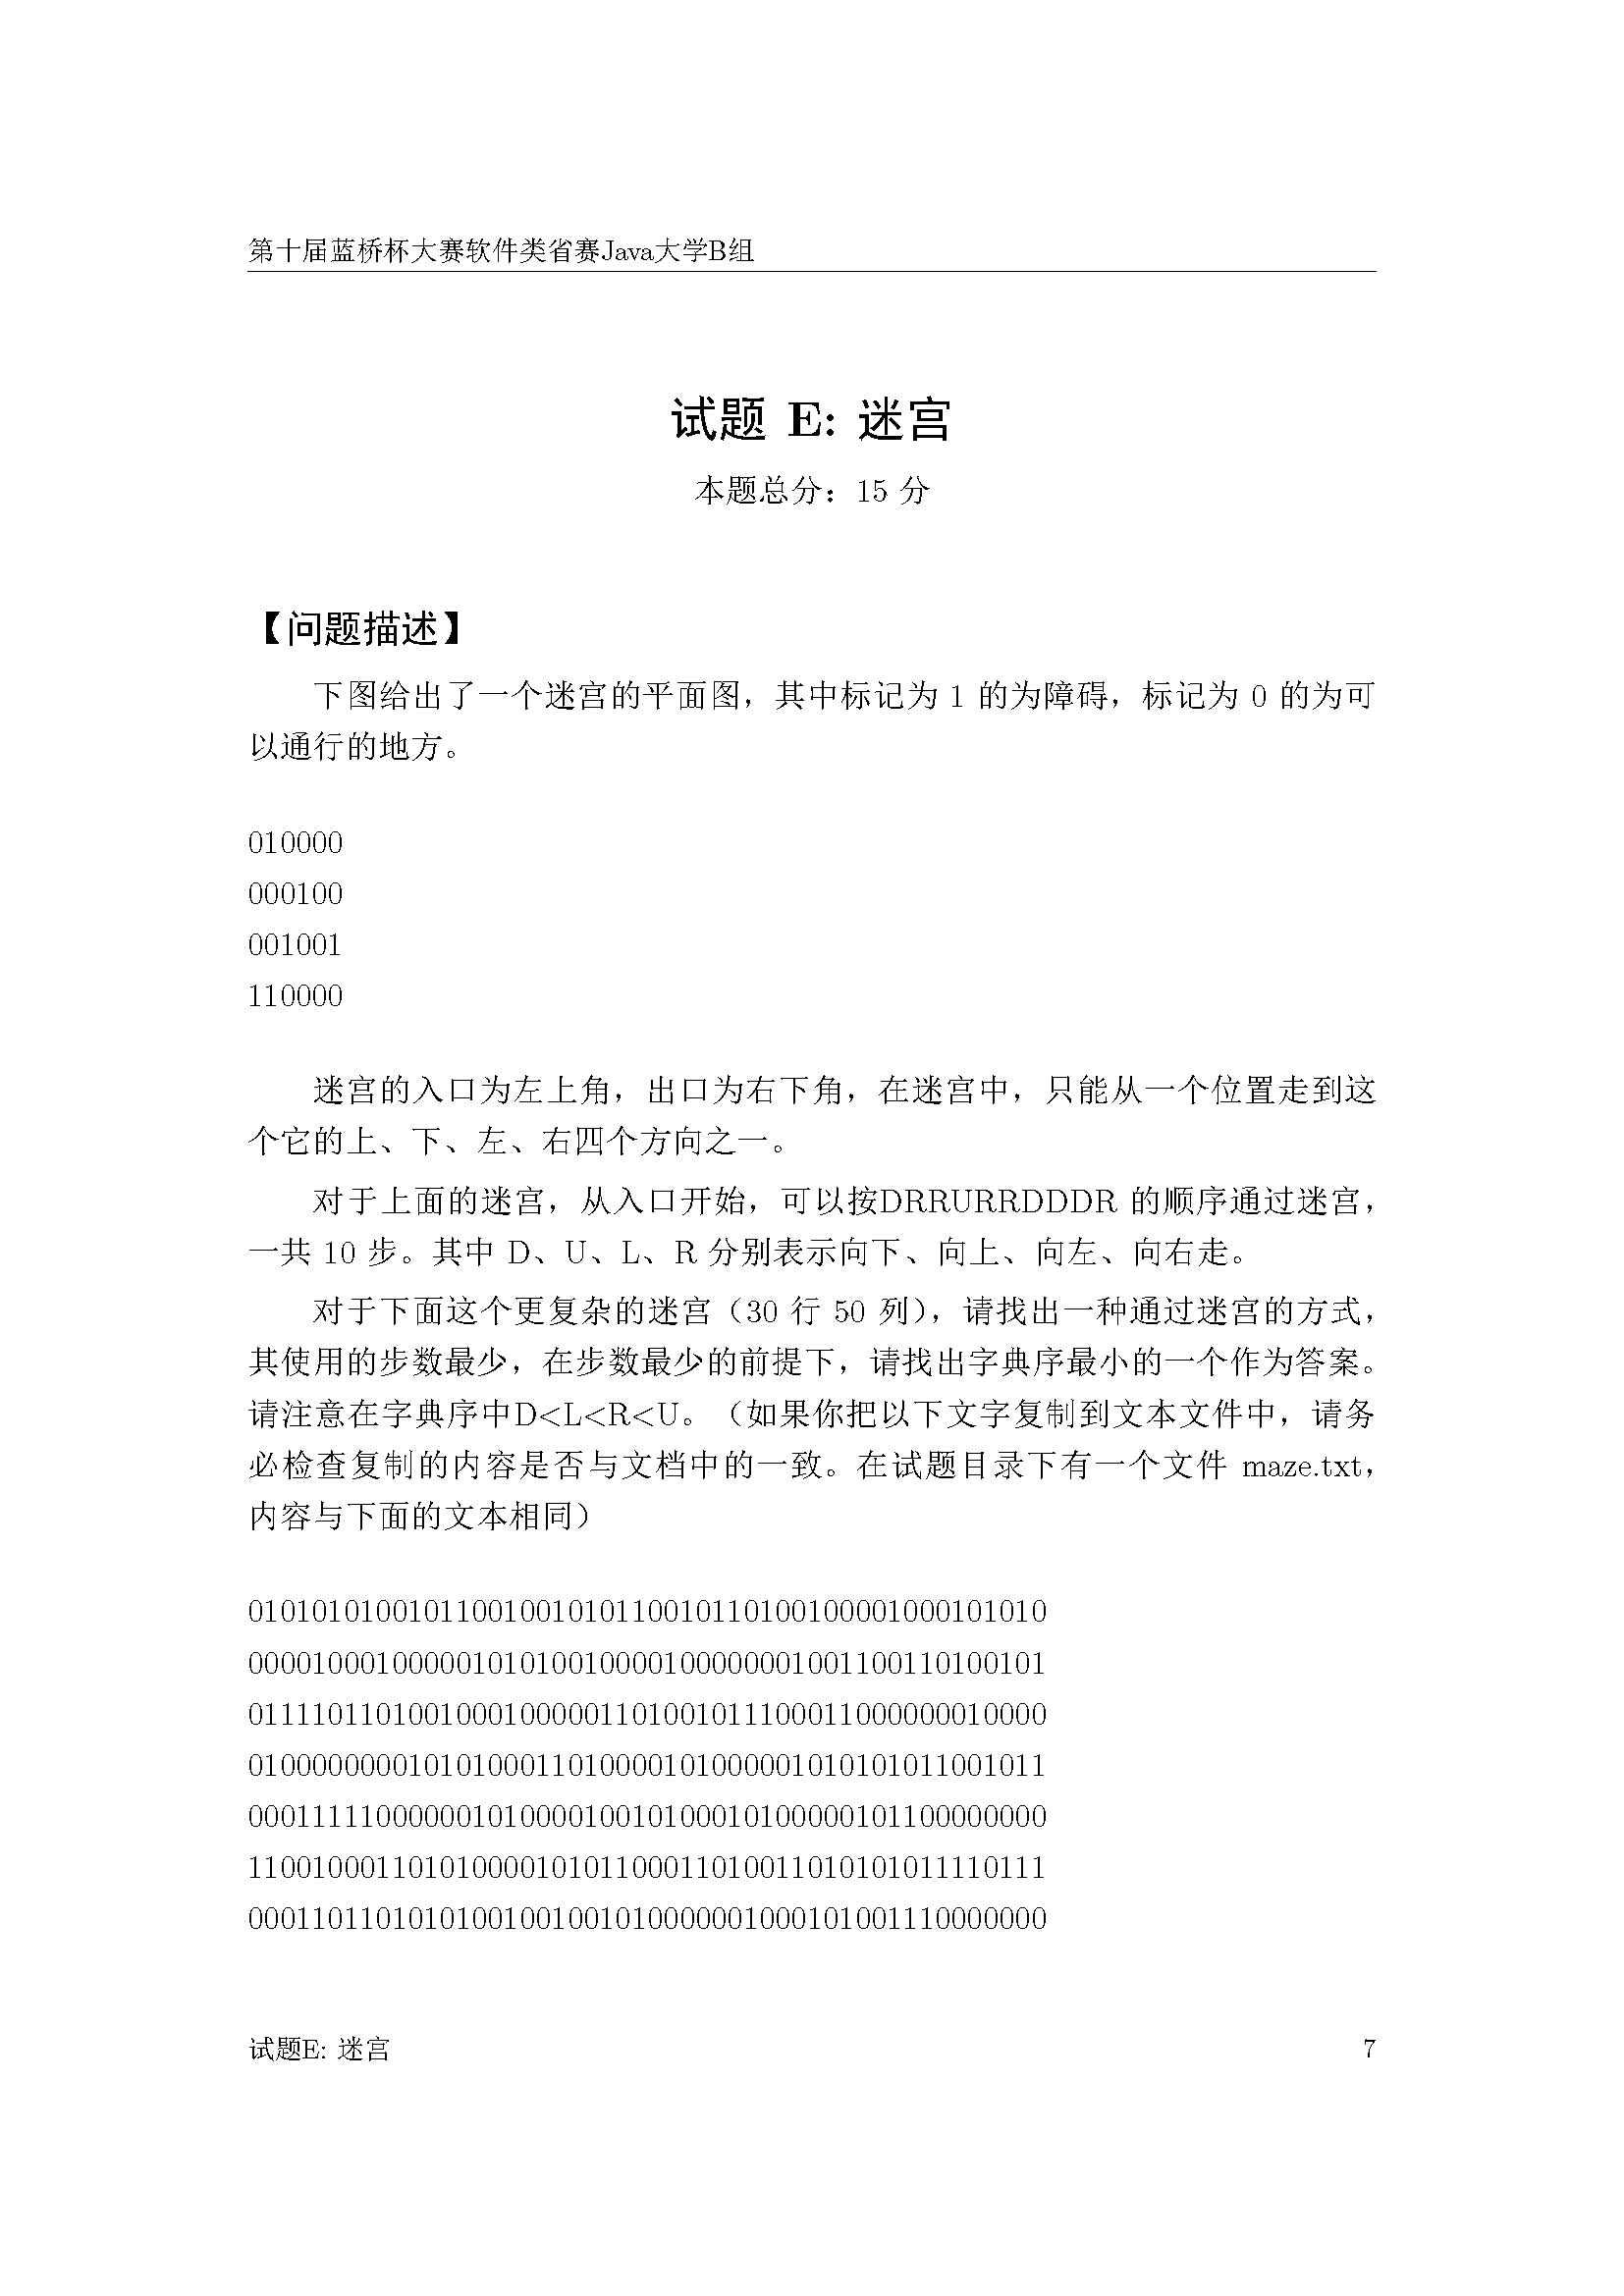 第十届蓝桥杯大赛软件类省赛Java大学B组
试题 E: 迷宫
本题总分：15 分
【问题描述】
下图给出了一个迷宫的平面图，其中标记为 1 的为障碍，标记为 0 的为可
以通行的地方。
010000
000100
001001
110000
迷宫的入口为左上角，出口为右下角，在迷宫中，只能从一个位置走到这
个它的上、下、左、右四个方向之一。
对于上面的迷宫，从入口开始，可以按DRRURRDDDR 的顺序通过迷宫，
一共 10 步。其中 D、U、L、R 分别表示向下、向上、向左、向右走。
对于下面这个更复杂的迷宫（30 行 50 列），请找出一种通过迷宫的方式，
其使用的步数最少，在步数最少的前提下，请找出字典序最小的一个作为答案。
请注意在字典序中D<L<R<U。（如果你把以下文字复制到文本文件中，请务
必检查复制的内容是否与文档中的一致。在试题目录下有一个文件 maze.txt，
内容与下面的文本相同）
01010101001011001001010110010110100100001000101010
00001000100000101010010000100000001001100110100101
01111011010010001000001101001011100011000000010000
01000000001010100011010000101000001010101011001011
00011111000000101000010010100010100000101100000000
11001000110101000010101100011010011010101011110111
00011011010101001001001010000001000101001110000000
试题E: 迷宫
7